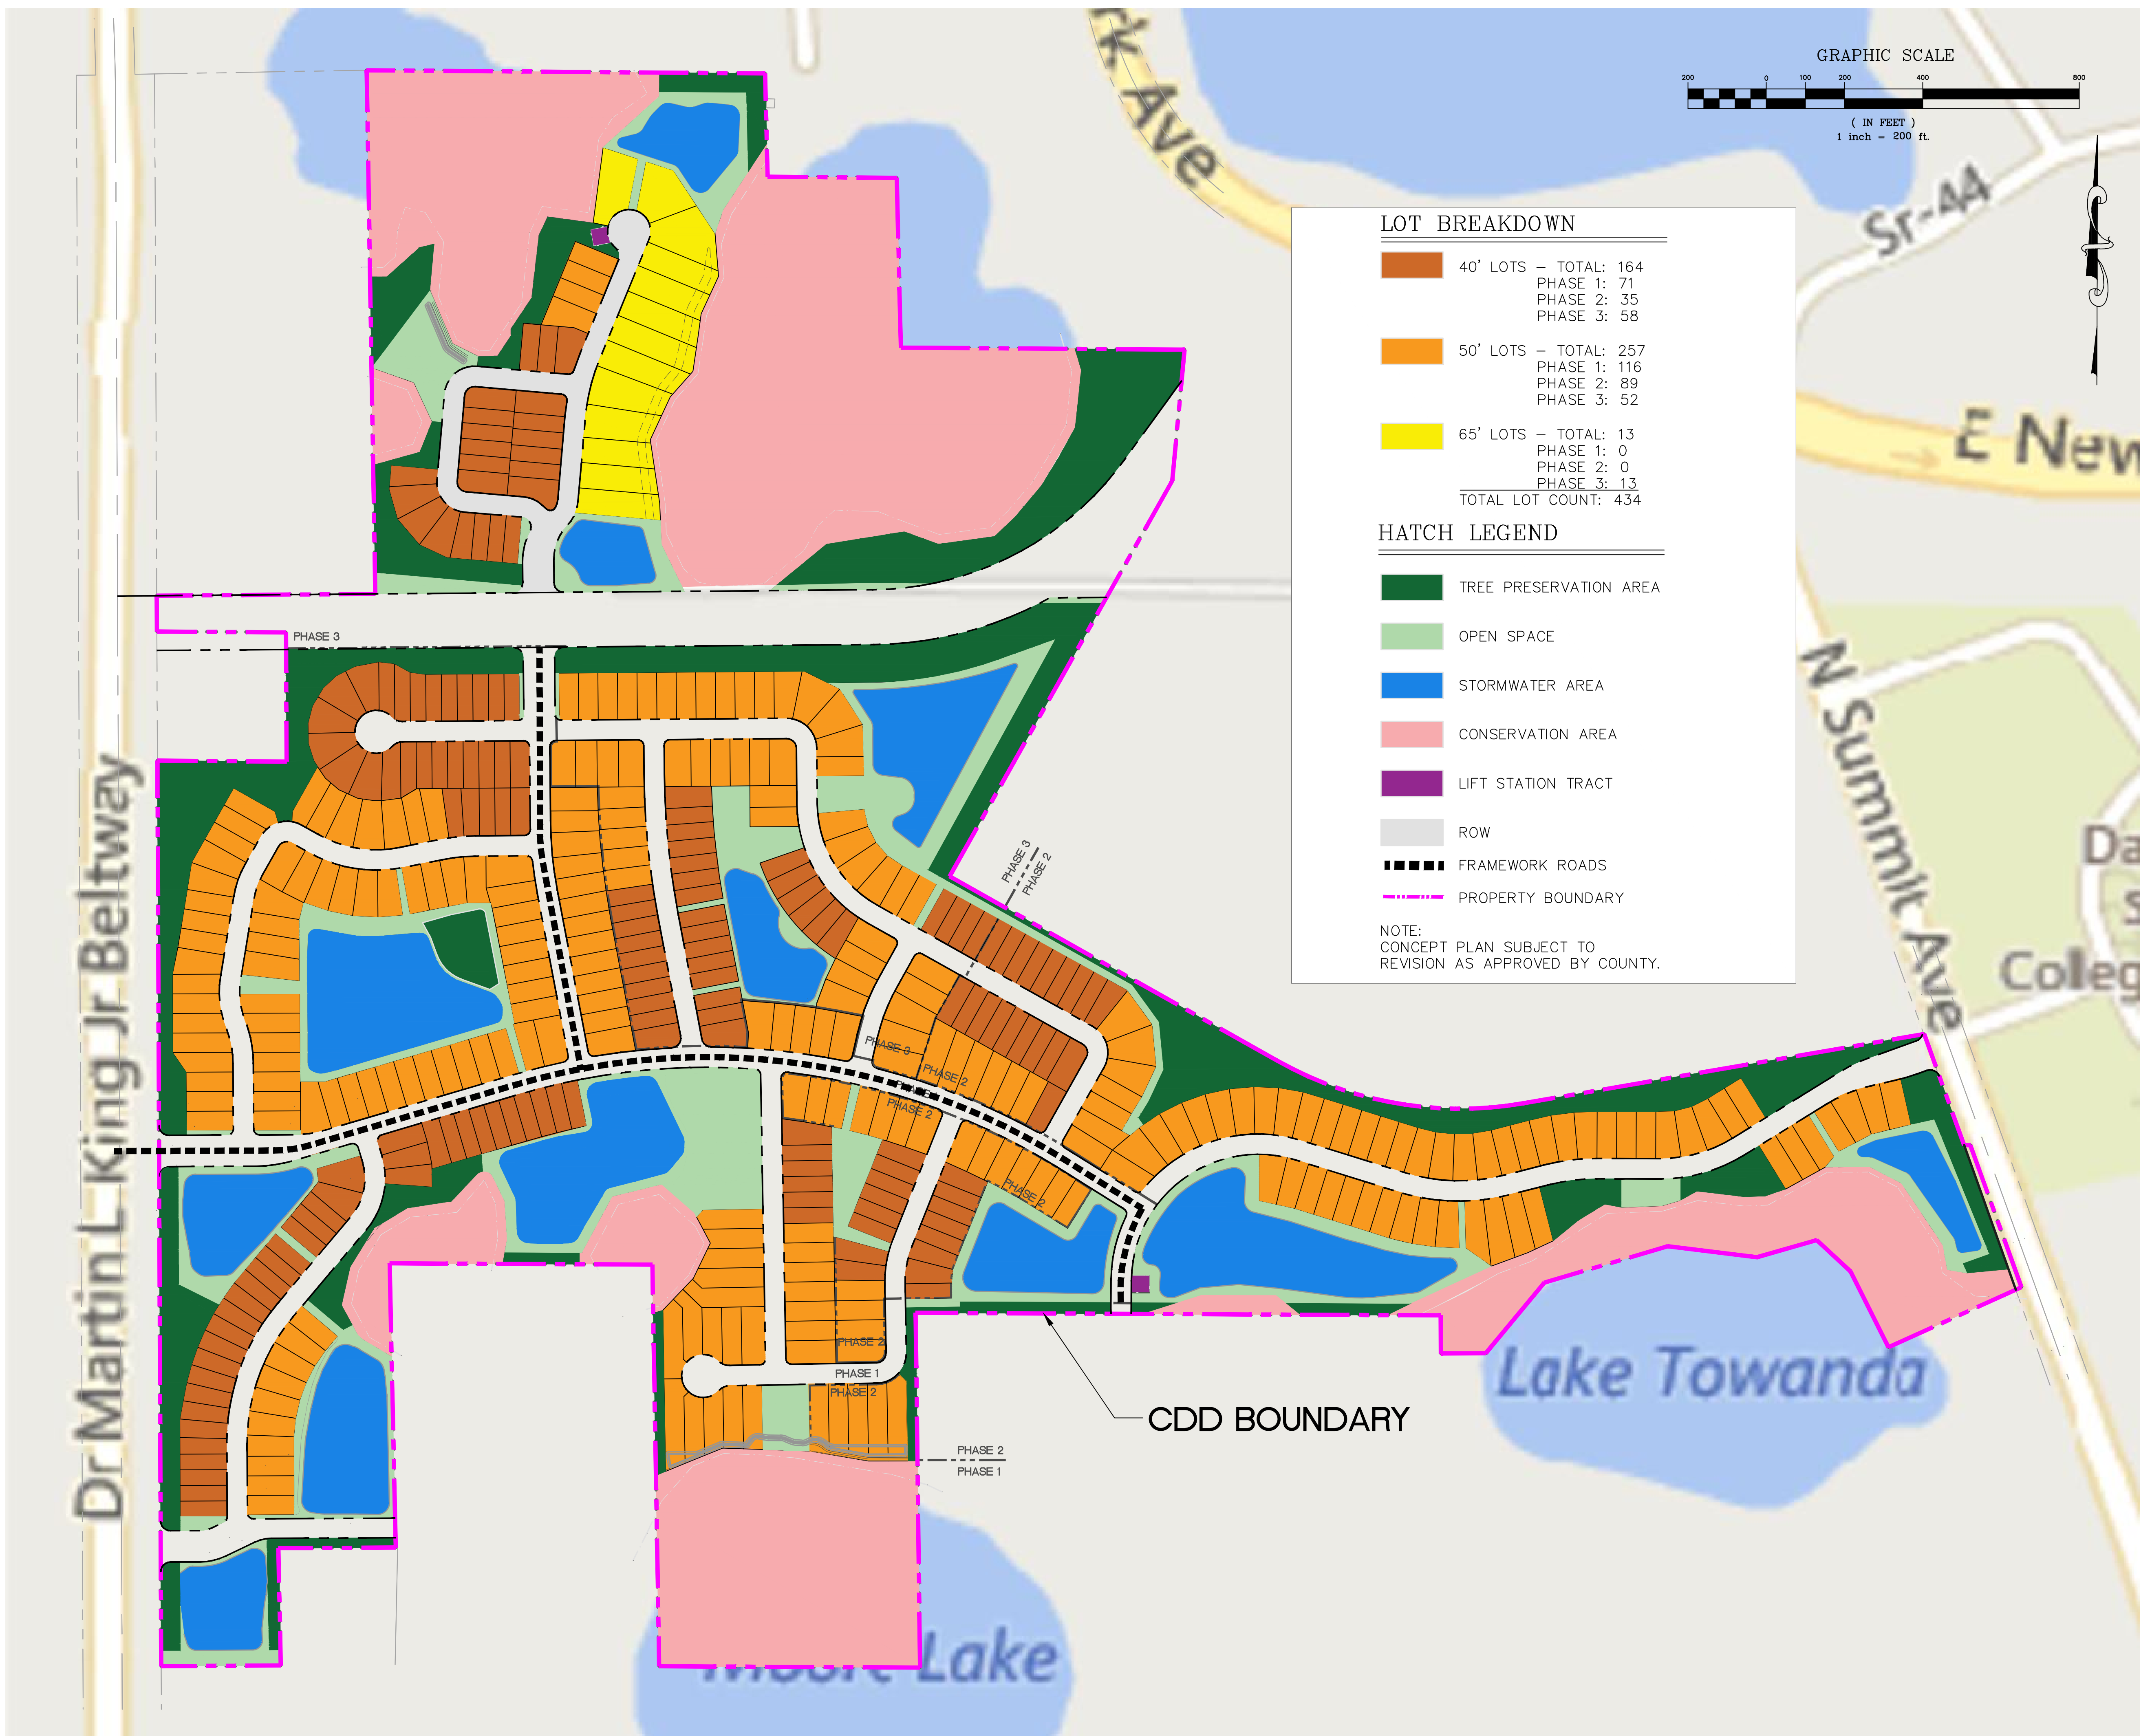 rk Ave
GRAPHIC SCALE
200 0 100 200 400 800
( IN FEET )
1 inch = 200 ft.
Sr-44
LOT BREAKDOWN
40' LOTS – TOTAL: 164
PHASE 1: 71
PHASE 2: 35
PHASE 3: 58
50' LOTS – TOTAL: 257
PHASE 1: 116
PHASE 2: 89
PHASE 3: 52
65' LOTS – TOTAL: 13
PHASE 1: 0
PHASE 2: 0
PHASE 3: 13
TOTAL LOT COUNT: 434
HATCH LEGEND
TREE PRESERVATION AREA
OPEN SPACE
STORMWATER AREA
CONSERVATION AREA
LIFT STATION TRACT
ROW
FRAMEWORK ROADS
PROPERTY BOUNDARY
NOTE:
CONCEPT PLAN SUBJECT TO
REVISION AS APPROVED BY COUNTY.
E New
N Summit Ave
Da
S
Colleg
PHASE 3
PHASE 3
PHASE 2
Dr Martin L King Jr Beltway
PHASE 3
PHASE 2
PHASE 2
PHASE 2
PHASE 2
PHASE 1
PHASE 2
Lake Towanda
CDD BOUNDARY
PHASE 2
PHASE 1
Moore Lake